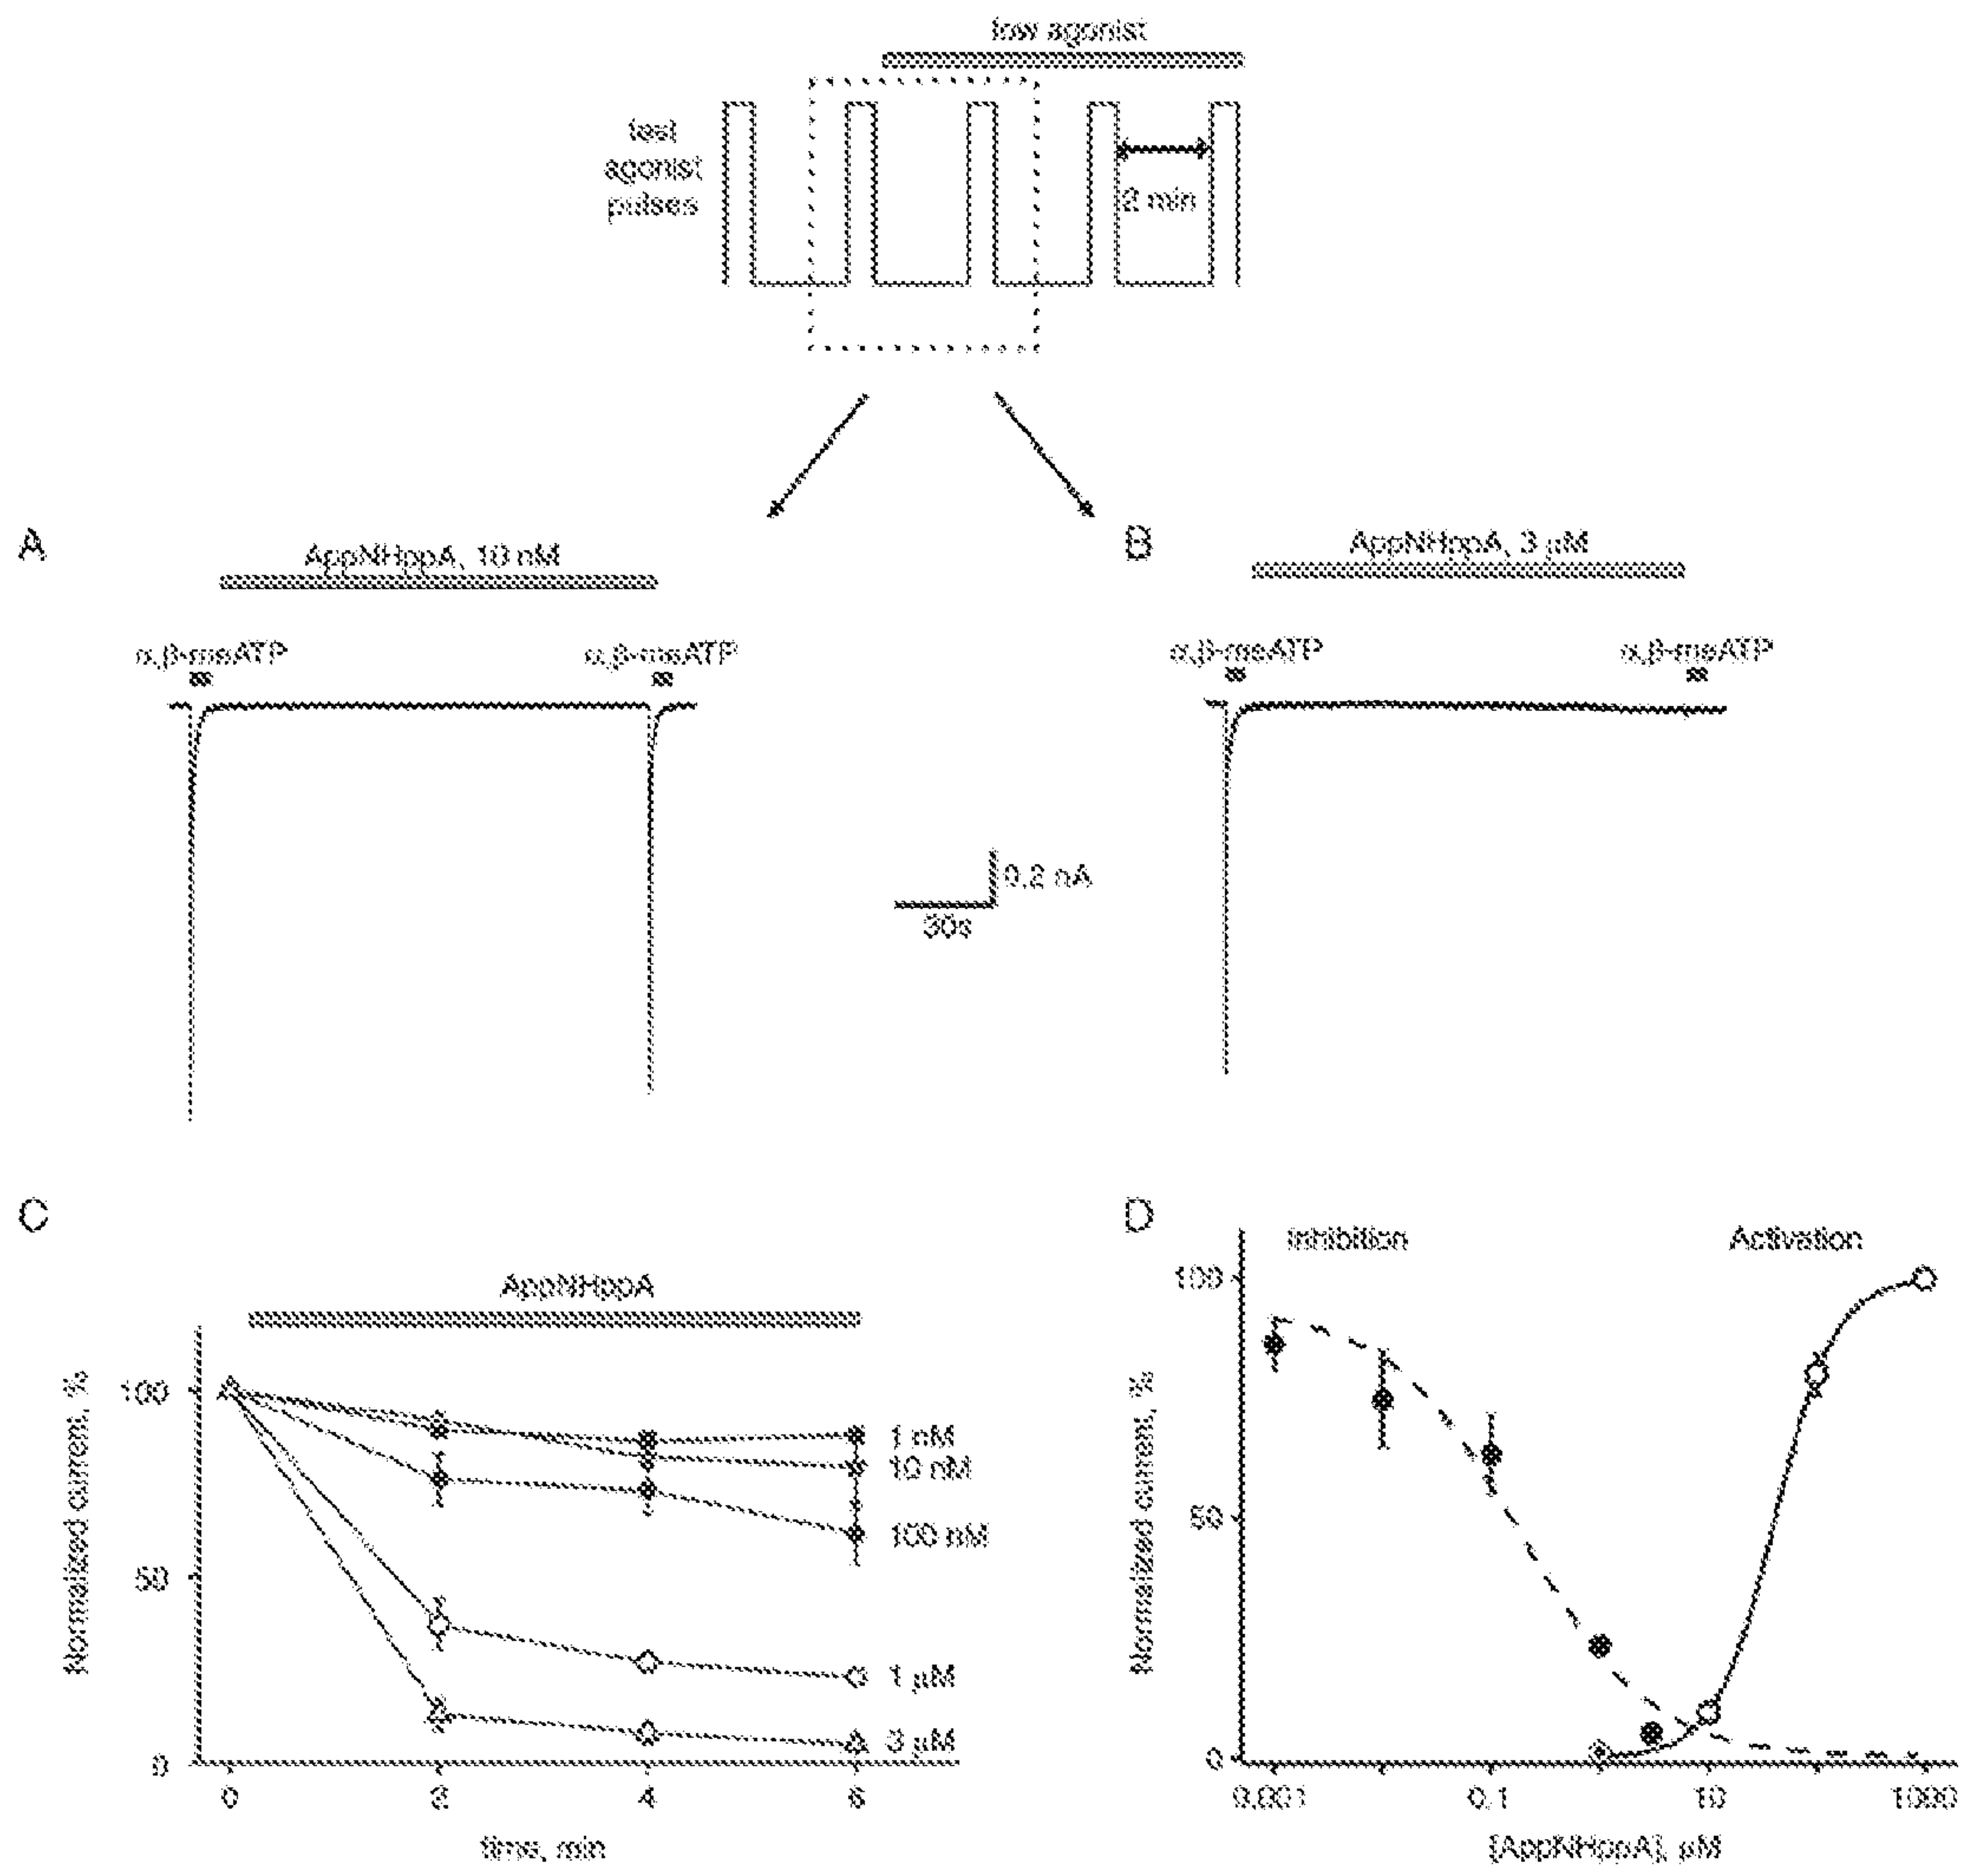 low agonist
test
agonist
pulses
2 min
A
AppNHppA, 10 nM
α,β-meATP
α,β-meATP
B
AppNHppA, 3 μM
α,β-meATP
α,β-meATP
0.2 nA
30s
C
AppNHppA
Normalized current, %
100
50
0
1 nM
10 nM
100 nM
1 μM
3 μM
0
2
4
6
time, min
D
Inhibition
Activation
Normalized current, %
100
50
0
0.001
0.1
10
1000
[AppNHppA], μM